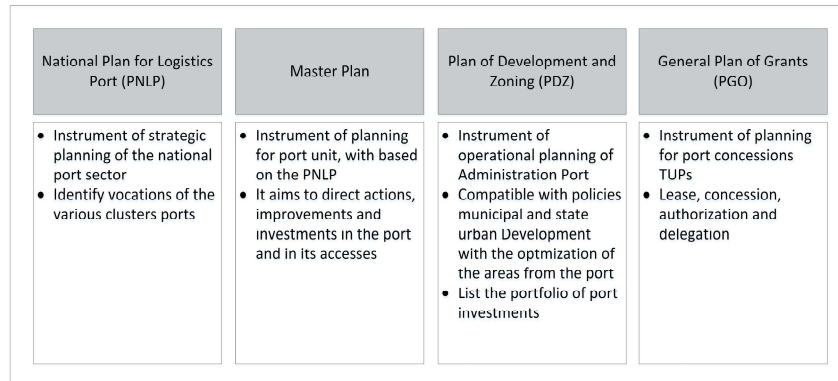 National Plan for Logistics
Port (PNLP)
• Instrument of strategic
planning of the national
port sector
• Identify vocations of the
various clusters ports
Master Plan
• Instrument of planning
for port unit, with based
on the PNLP
• It aims to direct actions,
improvements and
investments in the port
and in its accesses
Plan of Development and
Zoning (PDZ)
• Instrument of
operational planning of
Administration Port
• Compatible with policies
municipal and state
urban Development
with the optmization of
the areas from the port
• List the portfolio of port
investments
General Plan of Grants
(PGO)
• Instrument of planning
for port concessions
TUPs
• Lease, concession,
authorization and
delegation